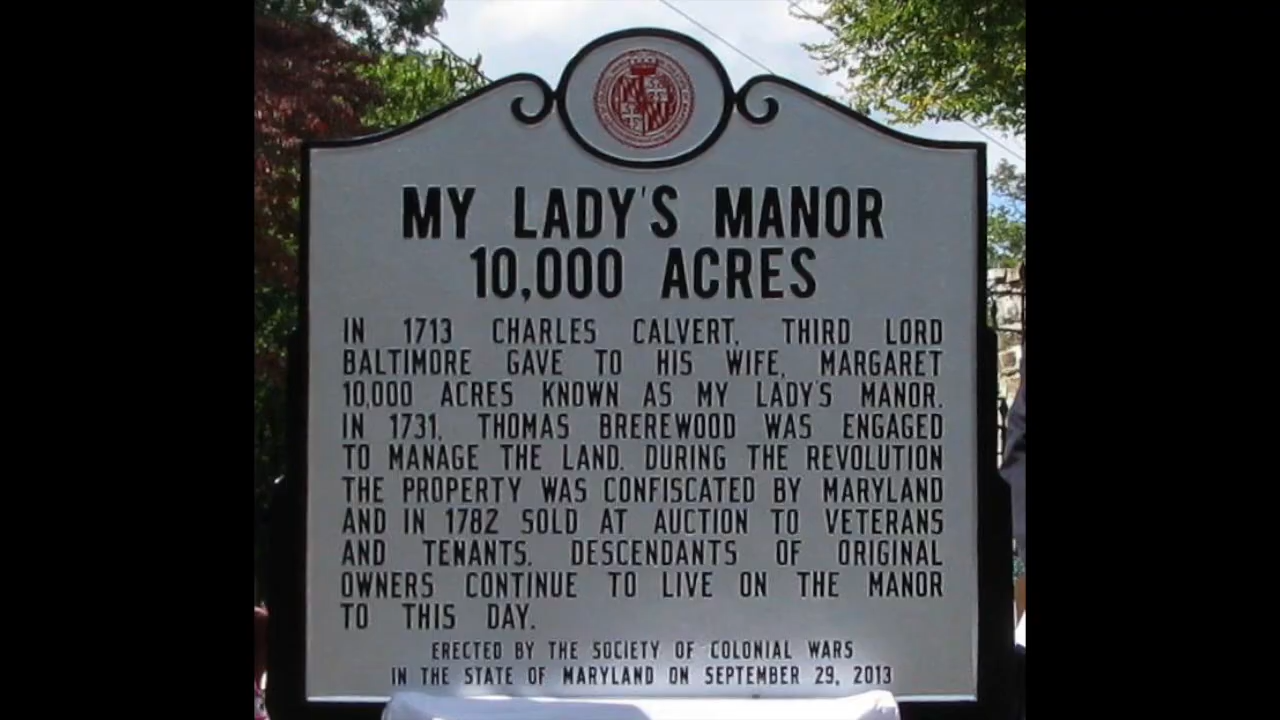 MY LADY'S MANOR
10,000 ACRES
IN 1713 CHARLES CALVERT, THIRD LORD
BALTIMORE GAVE TO HIS WIFE, MARGARET
10,000 ACRES KNOWN AS MY LADY'S MANOR.
IN 1731, THOMAS BREREWOOD WAS ENGAGED
TO MANAGE THE LAND. DURING THE REVOLUTION
THE PROPERTY WAS CONFISCATED BY MARYLAND
AND IN 1782 SOLD AT AUCTION TO VETERANS
AND TENANTS. DESCENDANTS OF ORIGINAL
OWNERS CONTINUE TO LIVE ON THE MANOR
TO THIS DAY.
ERECTED BY THE SOCIETY OF COLONIAL WARS
IN THE STATE OF MARYLAND ON SEPTEMBER 29, 2013